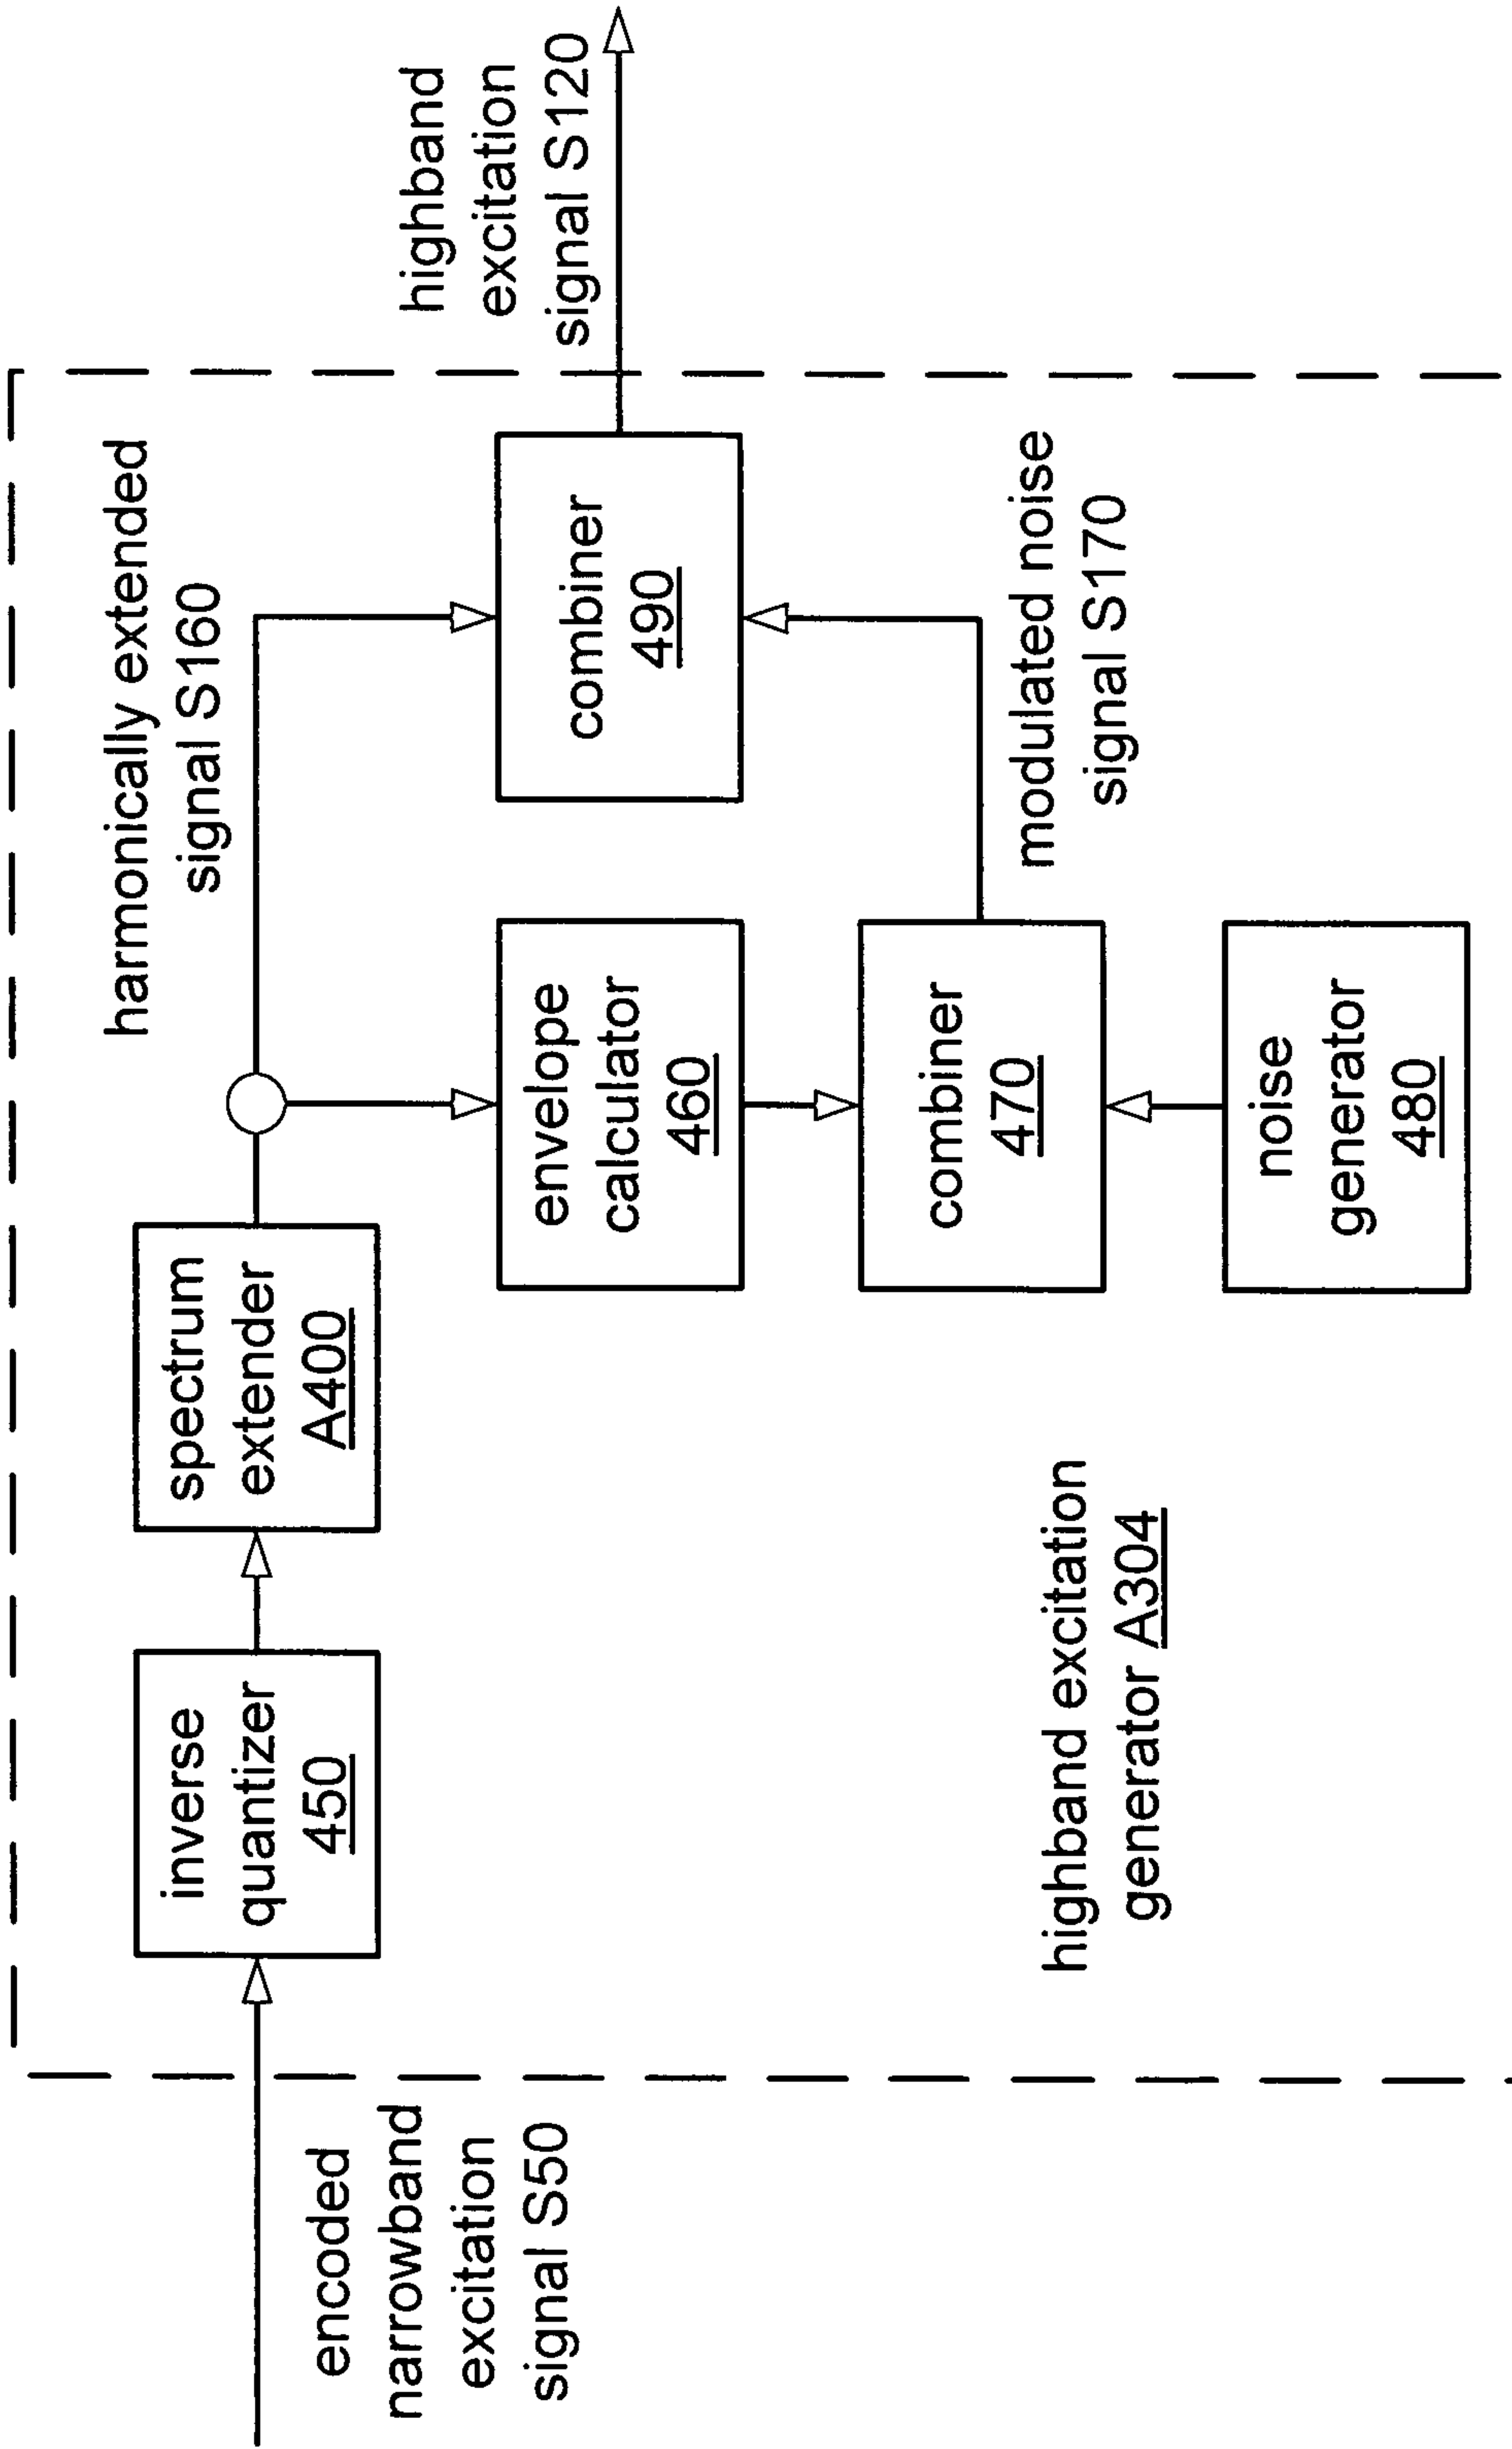 encoded
narrowband
excitation
signal S50
inverse
quantizer
450
spectrum
extender
A400
harmonically extended
signal S160
envelope
calculator
460
combiner
470
noise
generator
480
combiner
490
modulated noise
signal S170
highband
excitation
signal S120
highband excitation
generator A304